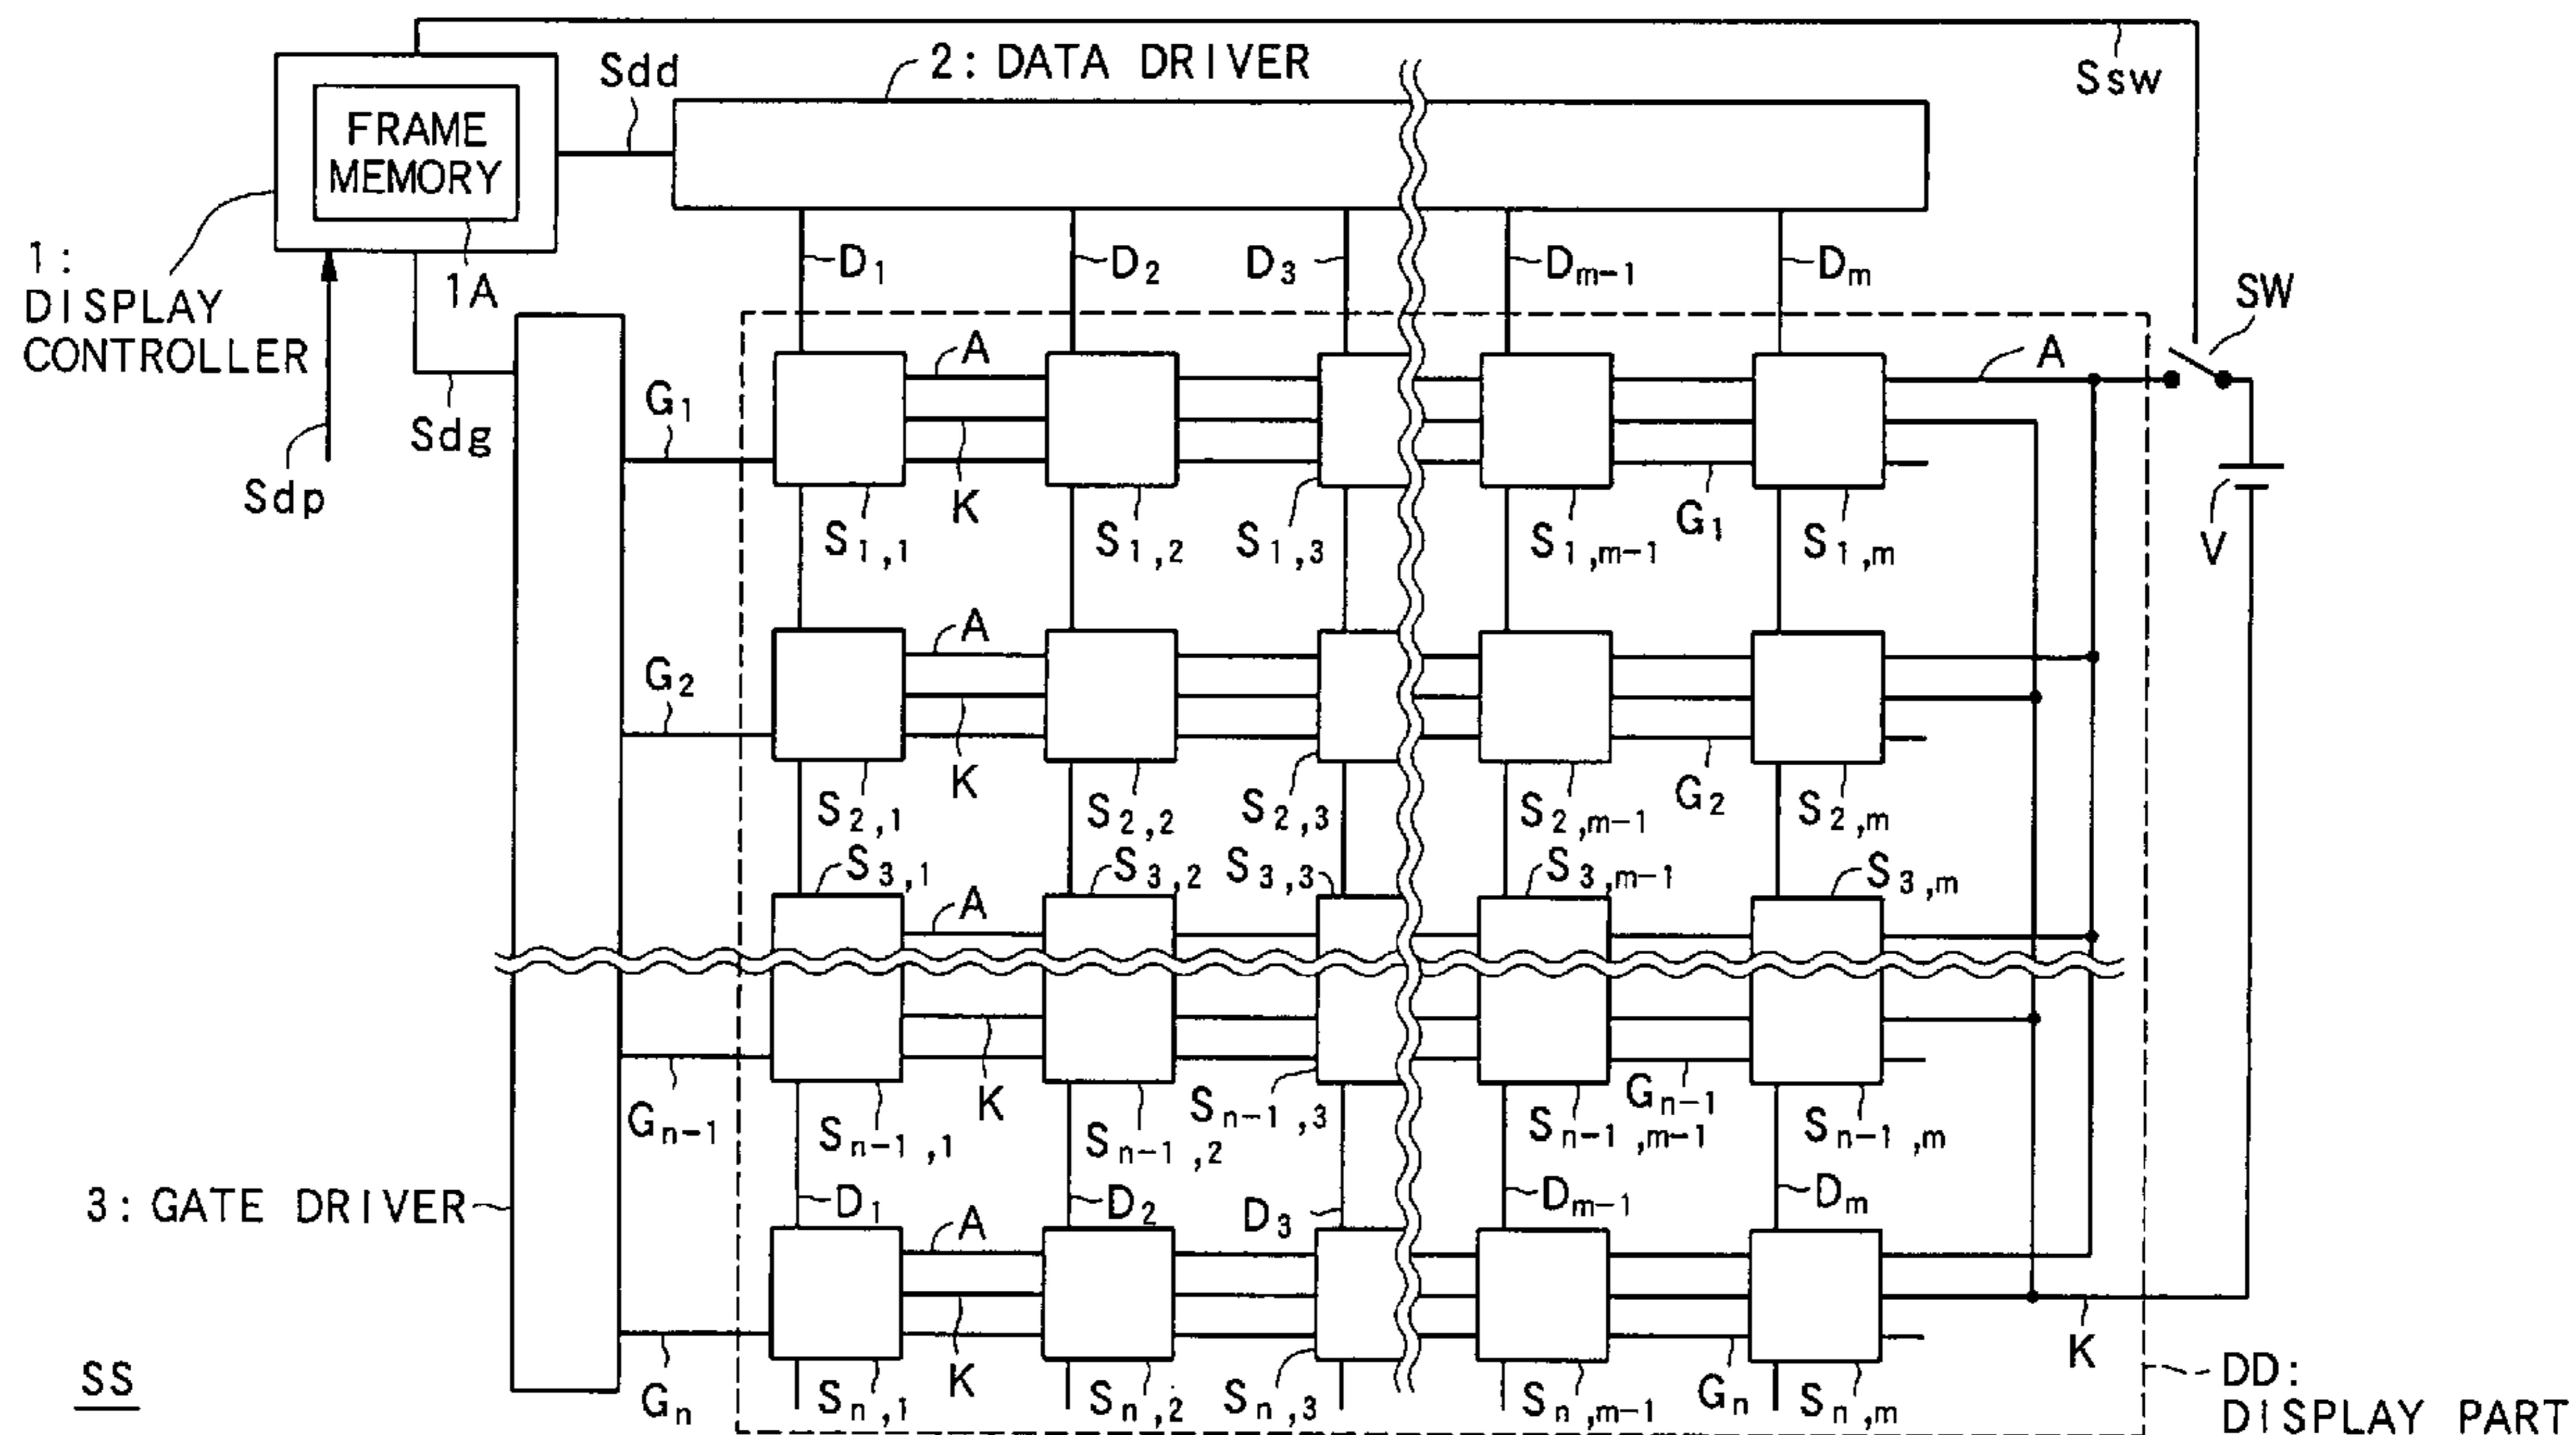 Ssw
2: DATA DRIVER
Sdd
FRAME
MEMORY
1:
DISPLAY
CONTROLLER
1A
D1 D2 D3 Dm-1 Dm
SW
A A
G1
Sdg
Sdp
K
G1
V
S1,1 S1,2 S1,3 S1,m-1 S1,m
A
G2
K
G2
S2,1 S2,2 S2,3 S2,m-1 S2,m
S3,1 S3,2 S3,3 S3,m-1 S3,m
A
K
Gn-1
Gn-1
Sn-1,1 Sn-1,2 Sn-1,3 Sn-1,m-1 Sn-1,m
3: GATE DRIVER
D1 D2 D3 Dm-1 Dm
A
K
K
Gn
Gn
Sn,1 Sn,2 Sn,3 Sn,m-1 Sn,m
SS
DD:
DISPLAY PART